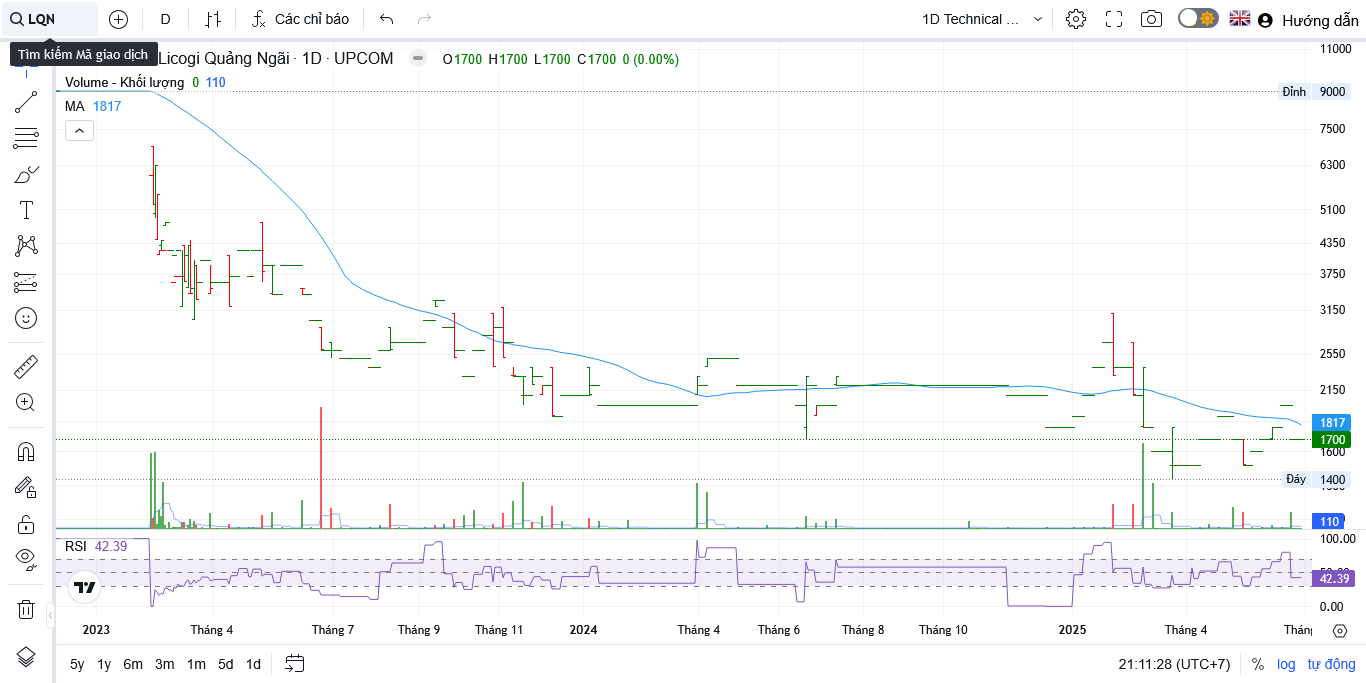 LQN
D
Các chỉ báo
1D Technical ...
Hướng dẫn
Tìm kiếm Mã giao dịch
Licogi Quảng Ngãi · 1D · UPCOM
O1700 H1700 L1700 C1700 0 (0.00%)
Volume - Khối lượng 0 110
MA 1817
11000
Đỉnh 9000
7500
6300
5100
4350
3750
3150
2550
2150
1817
1700
1600
Đáy 1400
110
RSI 42.39
100.00
42.39
0.00
2023
Tháng 4
Tháng 7
Tháng 9
Tháng 11
2024
Tháng 4
Tháng 6
Tháng 8
Tháng 10
2025
Tháng 4
Thán
5y 1y 6m 3m 1m 5d 1d
21:11:28 (UTC+7)
%
log
tự động